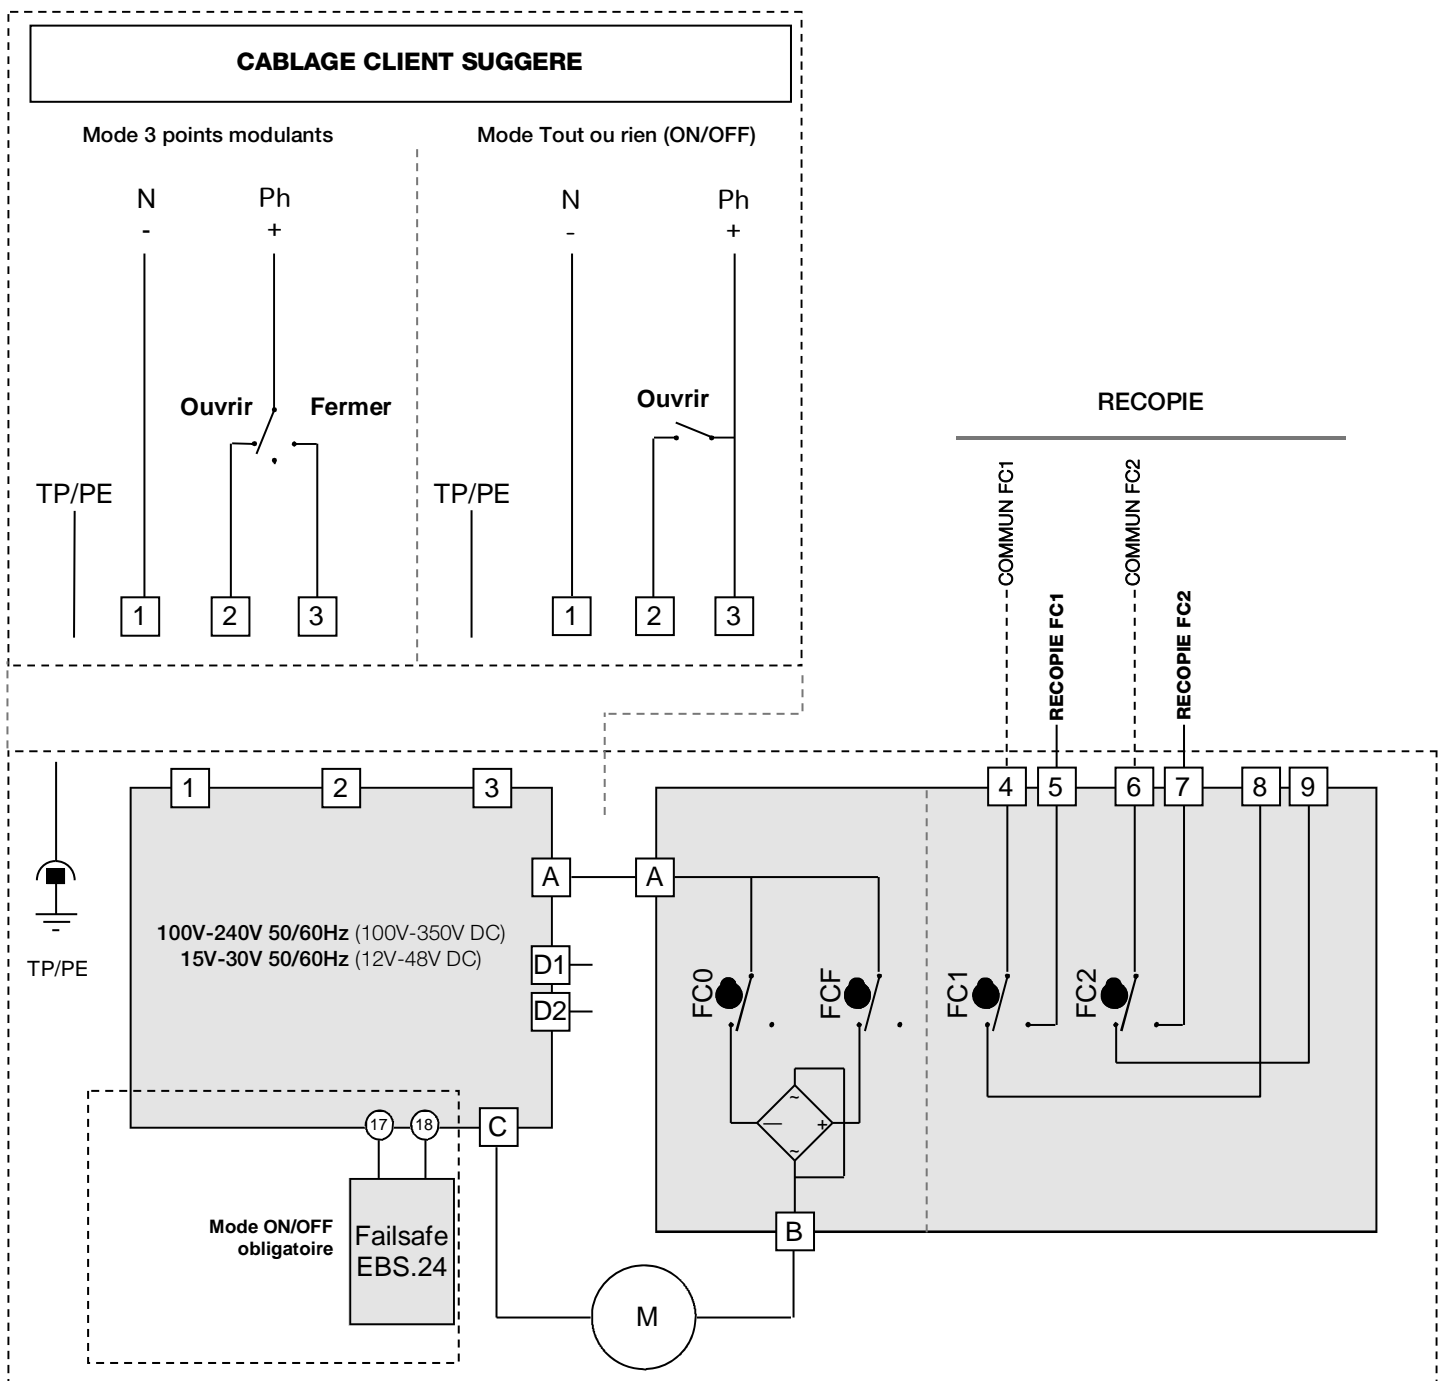 CABLAGE CLIENT SUGGERE
Mode 3 points modulants
Mode Tout ou rien (ON/OFF)
N
Ph
N
Ph
-
+
-
+
Ouvrir
Fermer
Ouvrir
TP/PE
TP/PE
1
2
3
1
2
3
RECOPIE
COMMUN FC1
RECOPIE FC1
COMMUN FC2
RECOPIE FC2
1
2
3
4
5
6
7
8
9
A
A
100V-240V 50/60Hz (100V-350V DC)
15V-30V 50/60Hz (12V-48V DC)
TP/PE
D1
D2
FC0
FCF
FC1
FC2
~
—
+
~
17
18
C
B
Mode ON/OFF
obligatoire
Failsafe
EBS.24
M